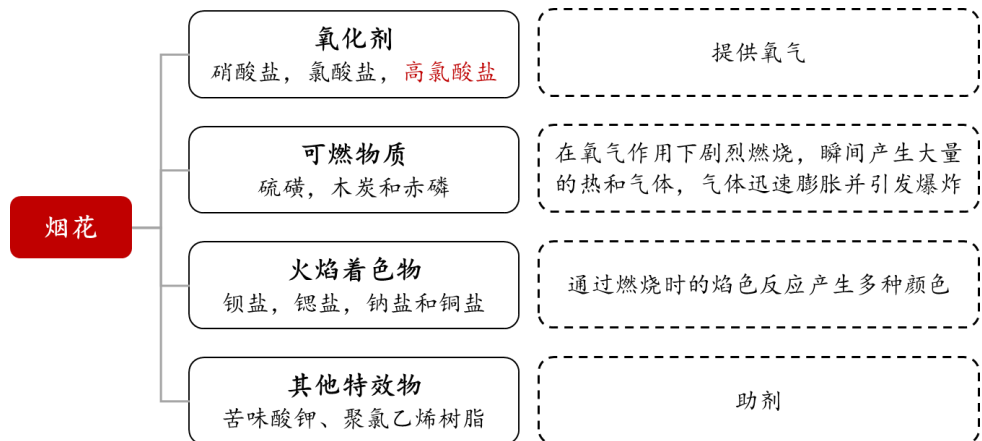 烟花
氧化剂
硝酸盐，氯酸盐，高氯酸盐
提供氧气
可燃物质
硫磺，木炭和赤磷
在氧气作用下剧烈燃烧，瞬间产生大量
的热和气体，气体迅速膨胀并引发爆炸
火焰着色物
钡盐，锶盐，钠盐和铜盐
通过燃烧时的焰色反应产生多种颜色
其他特效物
苦味酸钾、聚氯乙烯树脂
助剂